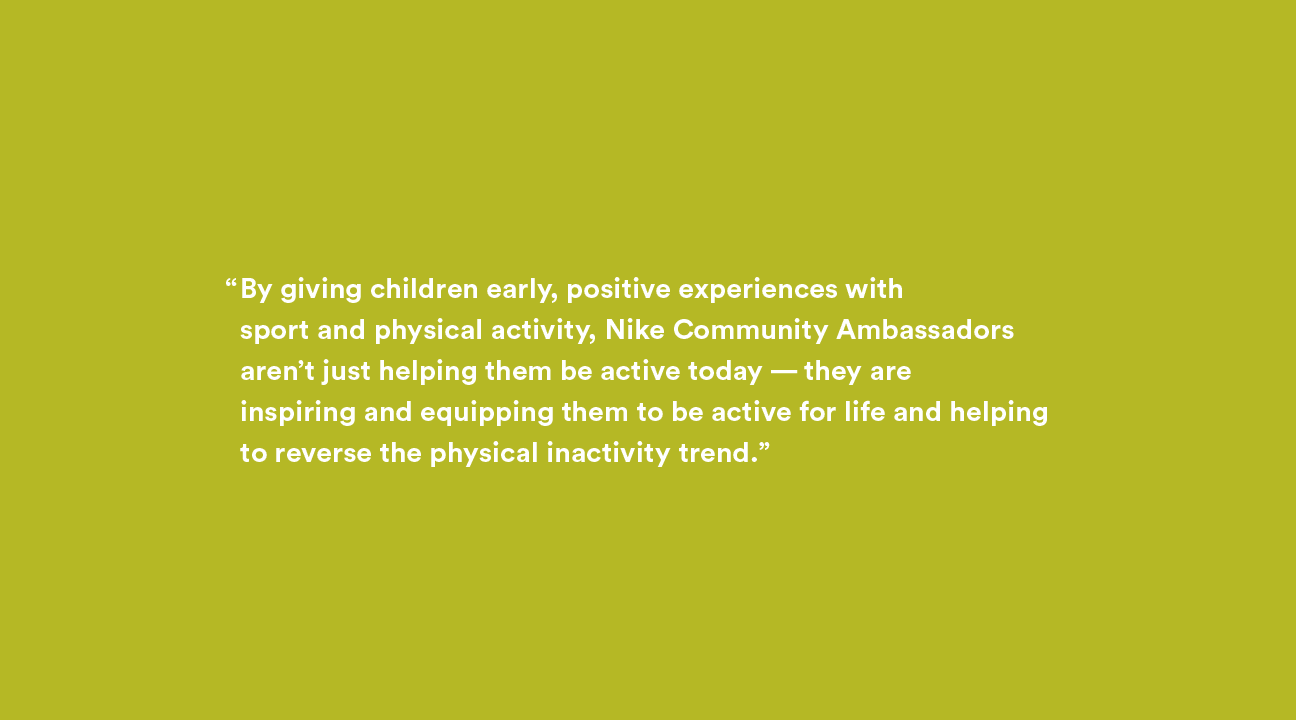 “By giving children early, positive experiences with
sport and physical activity, Nike Community Ambassadors
aren’t just helping them be active today — they are
inspiring and equipping them to be active for life and helping
to reverse the physical inactivity trend.”